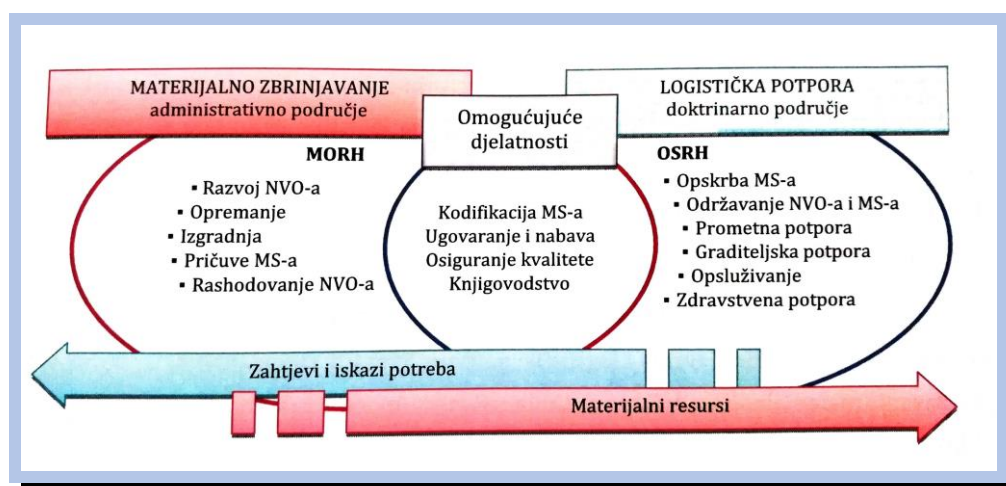 MATERIJALNO ZBRINJAVANJE
administrativno područje
Omogućujuće
djelatnosti
LOGISTIČKA POTPORA
doktrinarno područje
MORH
▪ Razvoj NVO-a
▪ Opremanje
▪ Izgradnja
▪ Pričuve MS-a
▪ Rashodovanje NVO-a
Kodifikacija MS-a
Ugovaranje i nabava
Osiguranje kvalitete
Knjigovodstvo
OSRH
▪ Opskrba MS-a
▪ Održavanje NVO-a i MS-a
▪ Prometna potpora
▪ Graditeljska potpora
▪ Opsluživanje
▪ Zdravstvena potpora
Zahtjevi i iskazi potreba
Materijalni resursi